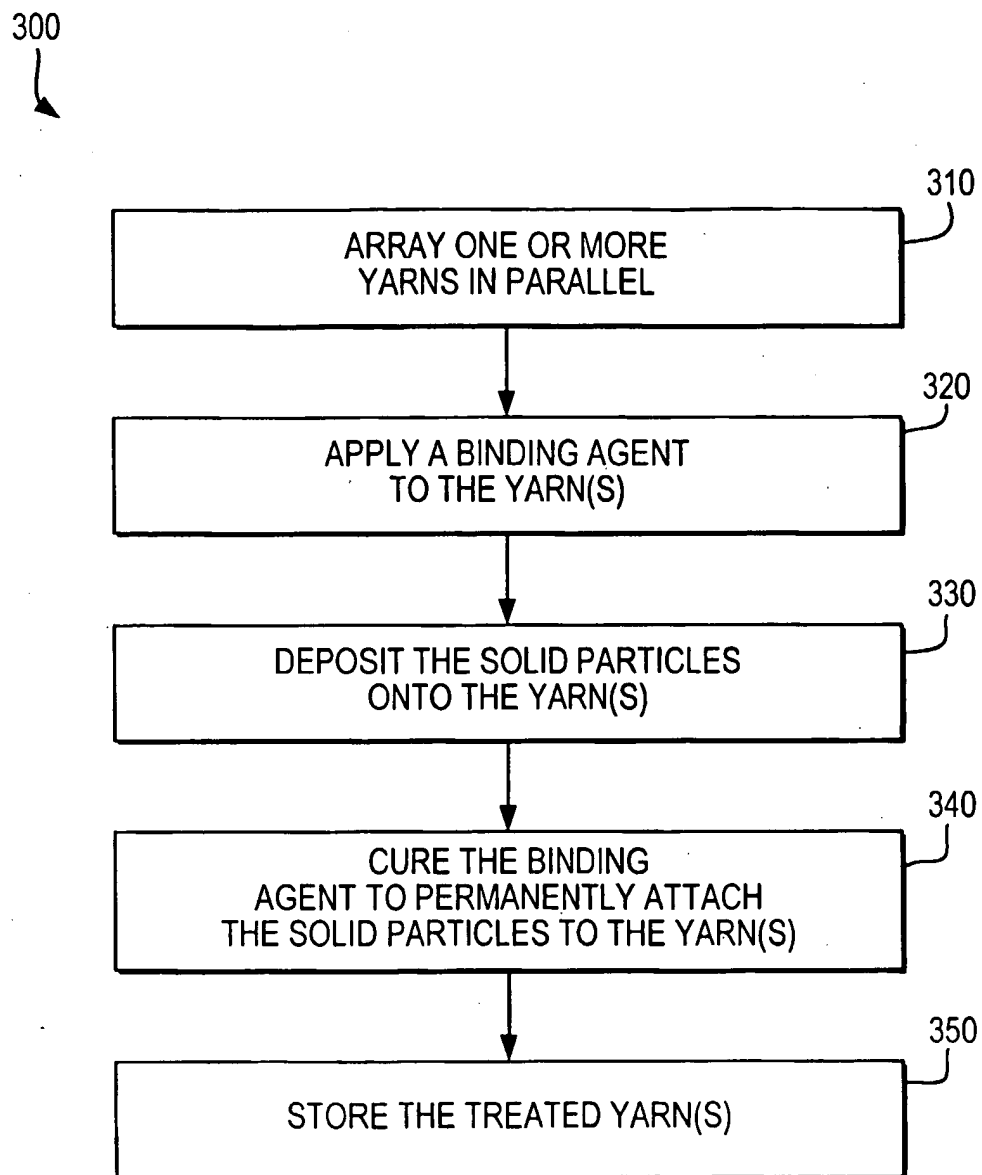 300
310
ARRAY ONE OR MORE
YARNS IN PARALLEL
320
APPLY A BINDING AGENT
TO THE YARN(S)
330
DEPOSIT THE SOLID PARTICLES
ONTO THE YARN(S)
340
CURE THE BINDING
AGENT TO PERMANENTLY ATTACH
THE SOLID PARTICLES TO THE YARN(S)
350
STORE THE TREATED YARN(S)